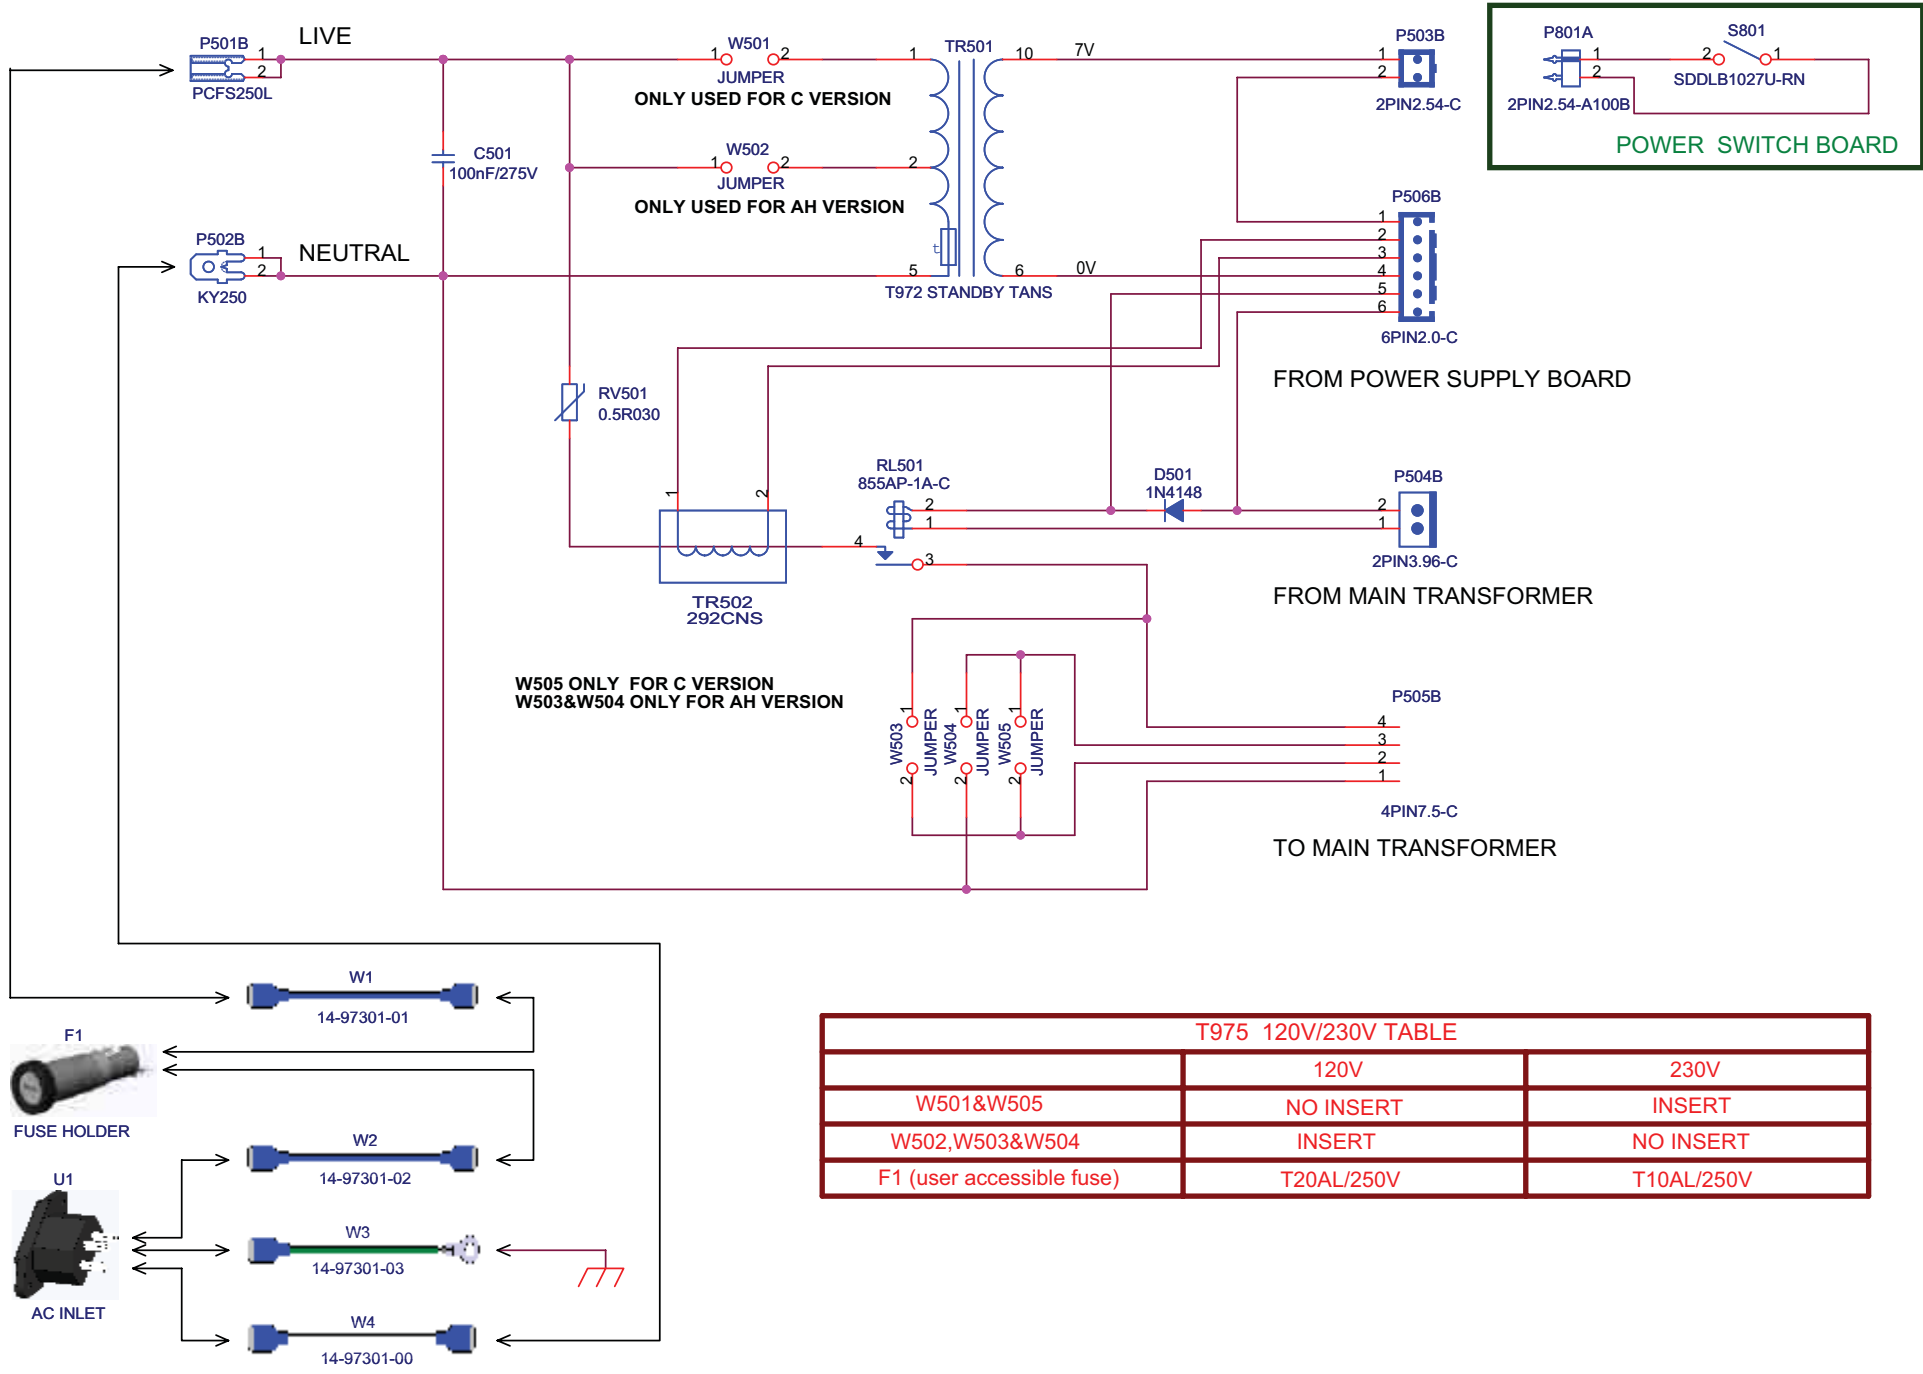 P501B
1
2
PCFS250L
LIVE
W501
1
2
JUMPER
ONLY USED FOR C VERSION
C501
100nF/275V
W502
1
2
JUMPER
ONLY USED FOR AH VERSION
P502B
1
2
KY250
NEUTRAL
TR501
1
2
5
10
6
t
7V
0V
T972 STANDBY TANS
P503B
1
2
2PIN2.54-C
P801A
1
2
2PIN2.54-A100B
S801
2
1
SDDLB1027U-RN
POWER SWITCH BOARD
P506B
1
2
3
4
5
6
6PIN2.0-C
FROM POWER SUPPLY BOARD
RV501
0.5R030
1
2
TR502
292CNS
RL501
855AP-1A-C
2
1
4
3
D501
1N4148
P504B
2
1
2PIN3.96-C
FROM MAIN TRANSFORMER
W505 ONLY FOR C VERSION
W503&W504 ONLY FOR AH VERSION
W503
JUMPER
1
2
W504
JUMPER
1
2
W505
JUMPER
1
2
P505B
4
3
2
1
4PIN7.5-C
TO MAIN TRANSFORMER
W1
14-97301-01
F1
FUSE HOLDER
W2
14-97301-02
U1
AC INLET
W3
14-97301-03
W4
14-97301-00
T975 120V/230V TABLE
120V 230V
W501&W505 NO INSERT INSERT
W502,W503&W504 INSERT NO INSERT
F1 (user accessible fuse) T20AL/250V T10AL/250V